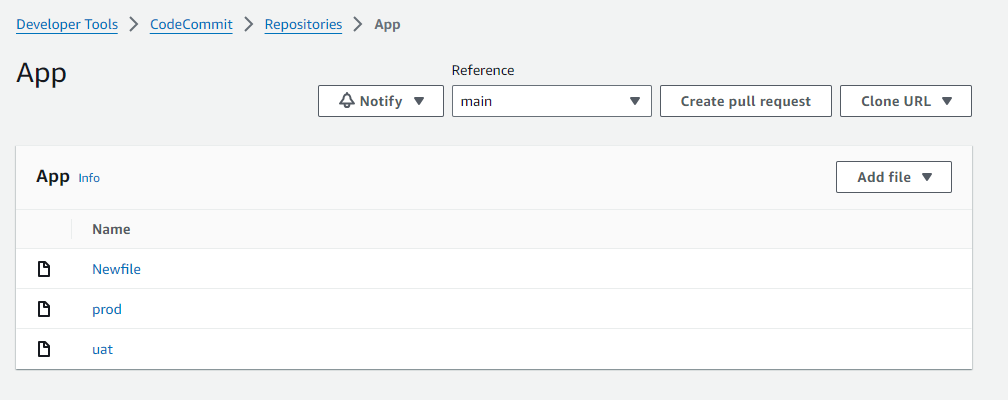 Developer Tools > CodeCommit > Repositories > App
App
Reference
Notify main Create pull request Clone URL
App Info Add file
Name
Newfile
prod
uat